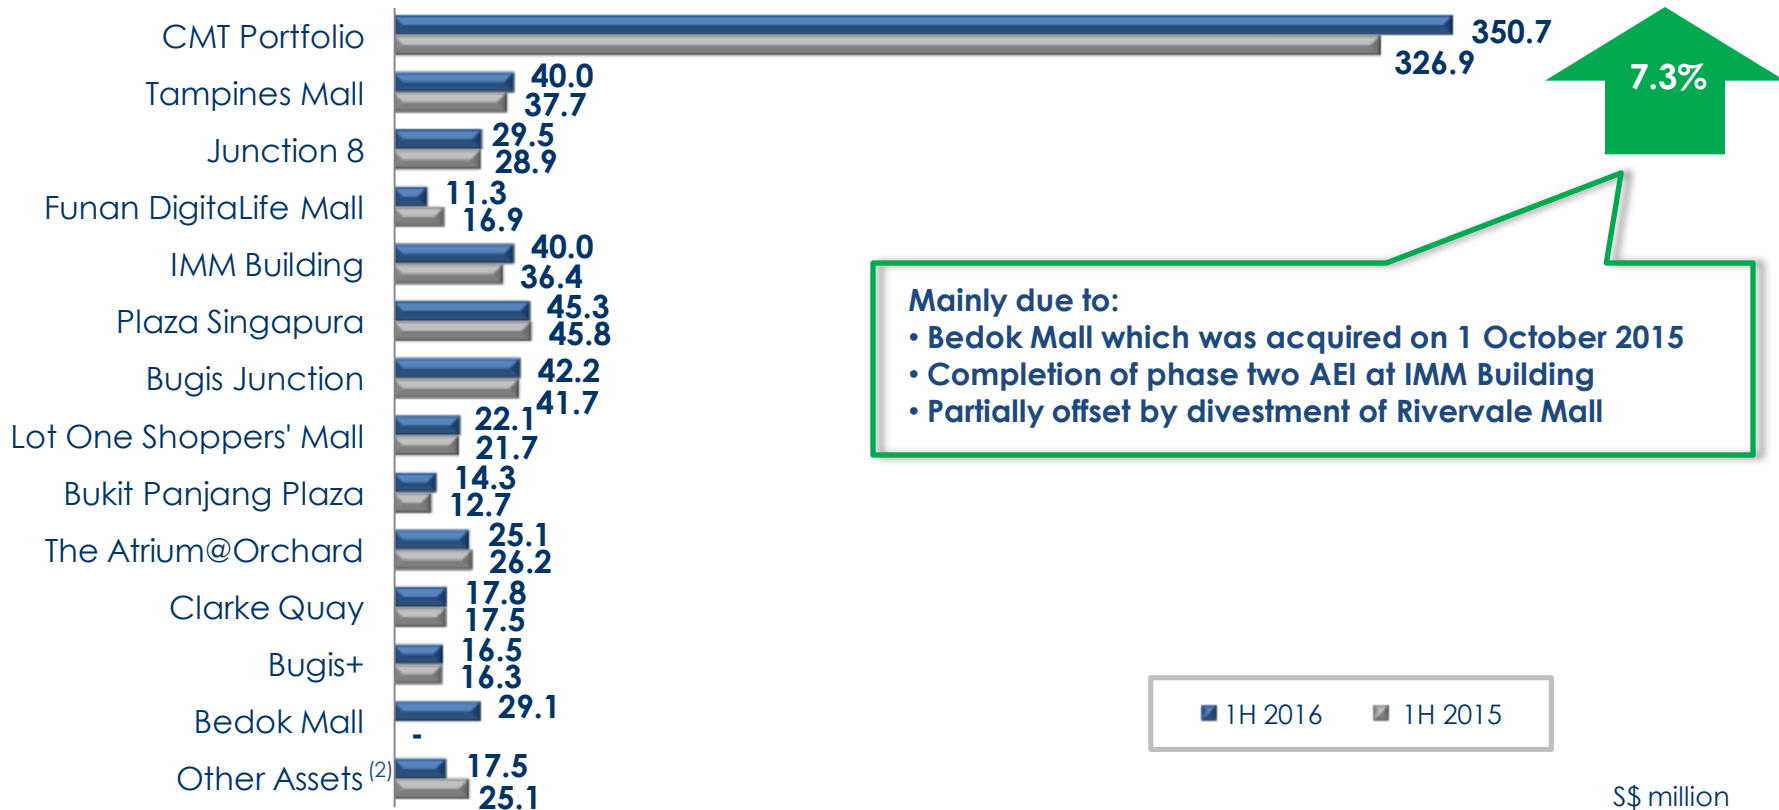 CMT Portfolio
350.7
326.9
7.3%
Tampines Mall
40.0
37.7
Junction 8
29.5
28.9
Funan DigitaLife Mall
11.3
16.9
IMM Building
40.0
36.4
Plaza Singapura
45.3
45.8
Bugis Junction
42.2
41.7
Lot One Shoppers' Mall
22.1
21.7
Bukit Panjang Plaza
14.3
12.7
The Atrium@Orchard
25.1
26.2
Clarke Quay
17.8
17.5
Bugis+
16.5
16.3
Bedok Mall
29.1
-
Other Assets (2)
17.5
25.1
Mainly due to:
• Bedok Mall which was acquired on 1 October 2015
• Completion of phase two AEI at IMM Building
• Partially offset by divestment of Rivervale Mall
1H 2016 1H 2015
S$ million